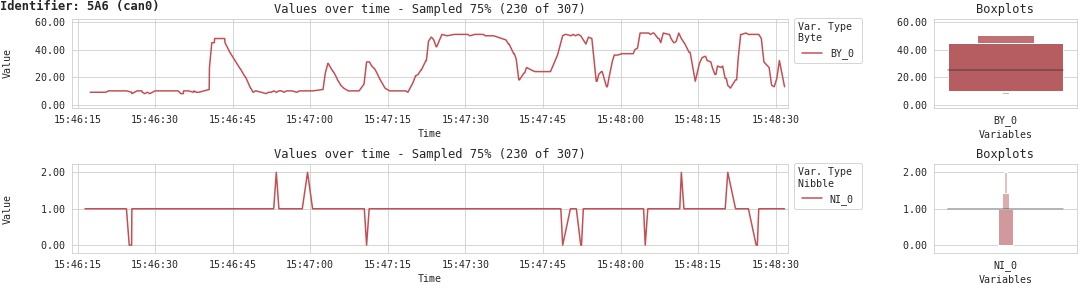 Identifier: 5A6 (can0)
Values over time - Sampled 75% (230 of 307)
Value
60.00
40.00
20.00
0.00
15:46:15 15:46:30 15:46:45 15:47:00 15:47:15 15:47:30 15:47:45 15:48:00 15:48:15 15:48:30
Time
Var. Type
Byte
BY_0
Boxplots
60.00
40.00
20.00
0.00
BY_0
Variables
Values over time - Sampled 75% (230 of 307)
Value
2.00
1.00
0.00
15:46:15 15:46:30 15:46:45 15:47:00 15:47:15 15:47:30 15:47:45 15:48:00 15:48:15 15:48:30
Time
Var. Type
Nibble
NI_0
Boxplots
2.00
1.00
0.00
NI_0
Variables